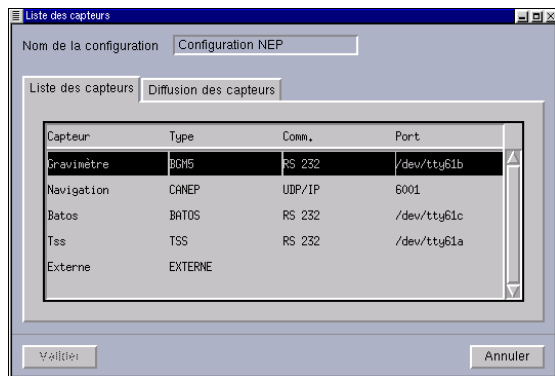 Liste des capteurs
Nom de la configuration Configuration NEP
Liste des capteurs Diffusion des capteurs
Capteur Type Comm. Port
Gravimètre BGM5 RS 232 /dev/tty61b
Navigation CANEP UDP/IP 6001
Batos BATOS RS 232 /dev/tty61c
Tss TSS RS 232 /dev/tty61a
Externe EXTERNE
Valider Annuler